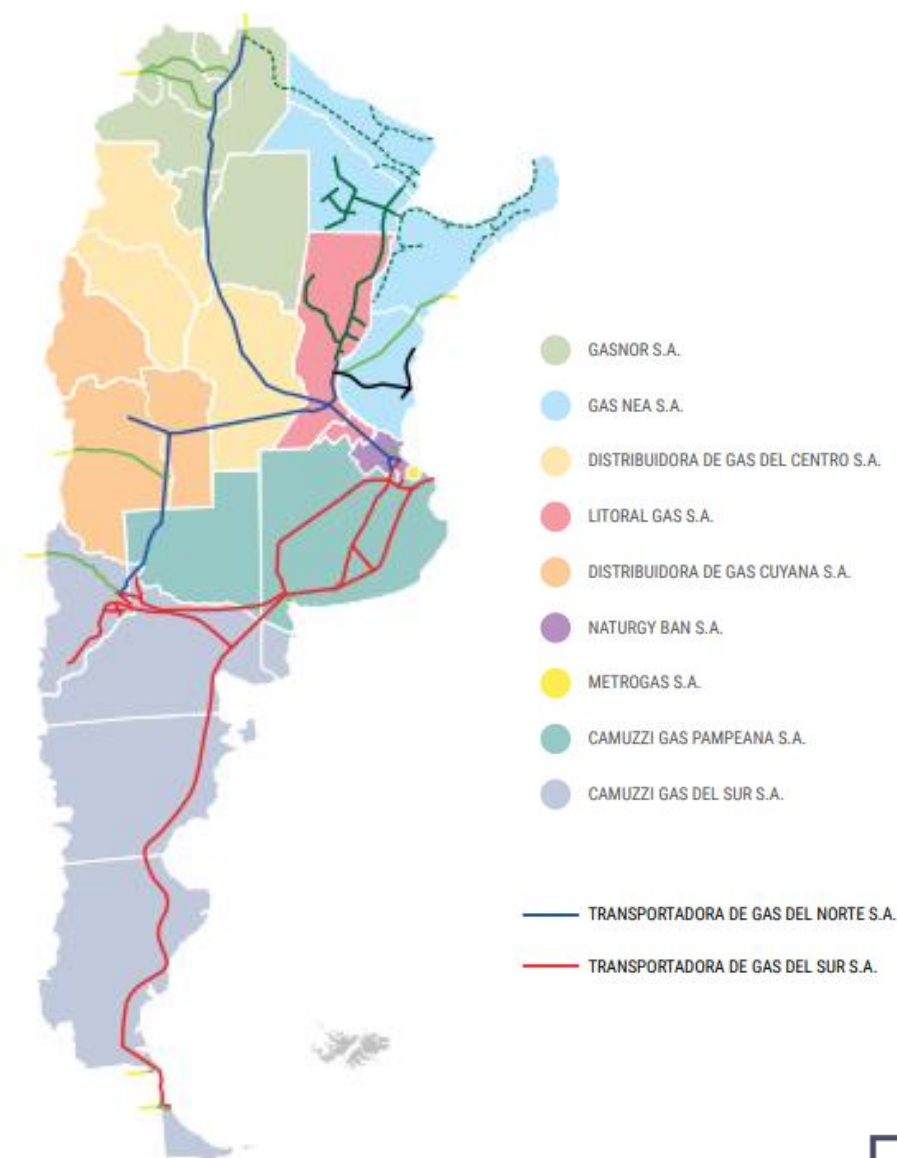 GASNOR S.A.
GAS NEA S.A.
DISTRIBUIDORA DE GAS DEL CENTRO S.A.
LITORAL GAS S.A.
DISTRIBUIDORA DE GAS CUYANA S.A.
NATURGY BAN S.A.
METROGAS S.A.
CAMUZZI GAS PAMPEANA S.A.
CAMUZZI GAS DEL SUR S.A.
TRANSPORTADORA DE GAS DEL NORTE S.A.
TRANSPORTADORA DE GAS DEL SUR S.A.